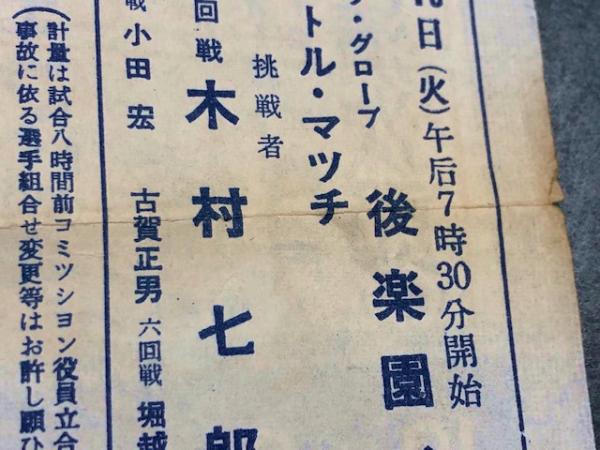 日(火)午后7時30分開始
後楽園
・グローブ
トル・マツチ
挑戦者
回戦 木村七郎
戦 小田 宏 古賀正男 六回戦 堀越
(計量は試合八時間前コミツシヨン役員立合
事故に依る選手組合せ変更等はお許し願ひ